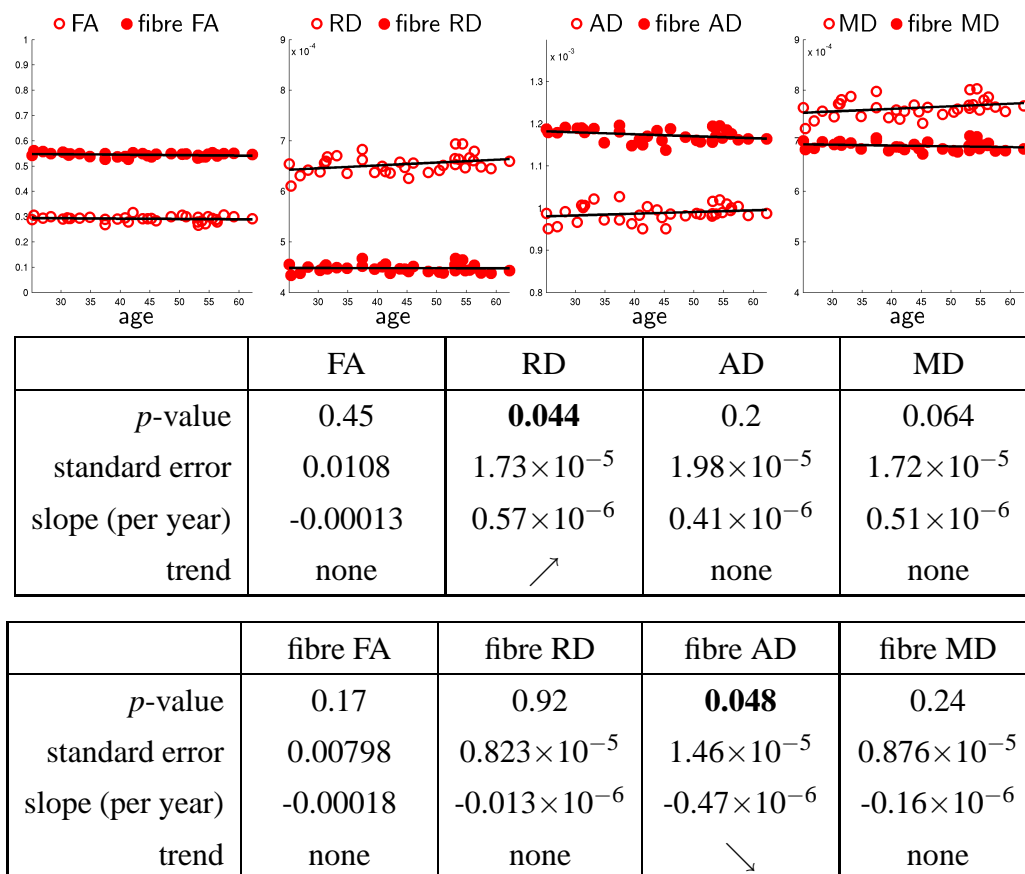 FA fibre FA RD fibre RD AD fibre AD MD fibre MD
1
0.9
0.8
0.7
0.6
0.5
0.4
0.3
0.2
0.1
0
30 35 40 45 50 55 60
age
9
x 10⁻⁴
8
7
6
5
4
30 35 40 45 50 55 60
age
x 10⁻³
1.3
1.2
1.1
1
0.9
0.8
30 35 40 45 50 55 60
age
9
x 10⁻⁴
8
7
6
5
4
30 35 40 45 50 55 60
age
FA RD AD MD
p-value 0.45 0.044 0.2 0.064
standard error 0.0108 1.73×10⁻⁵ 1.98×10⁻⁵ 1.72×10⁻⁵
slope (per year) -0.00013 0.57×10⁻⁶ 0.41×10⁻⁶ 0.51×10⁻⁶
trend none ↗ none none
fibre FA fibre RD fibre AD fibre MD
p-value 0.17 0.92 0.048 0.24
standard error 0.00798 0.823×10⁻⁵ 1.46×10⁻⁵ 0.876×10⁻⁵
slope (per year) -0.00018 -0.013×10⁻⁶ -0.47×10⁻⁶ -0.16×10⁻⁶
trend none none ↘ none